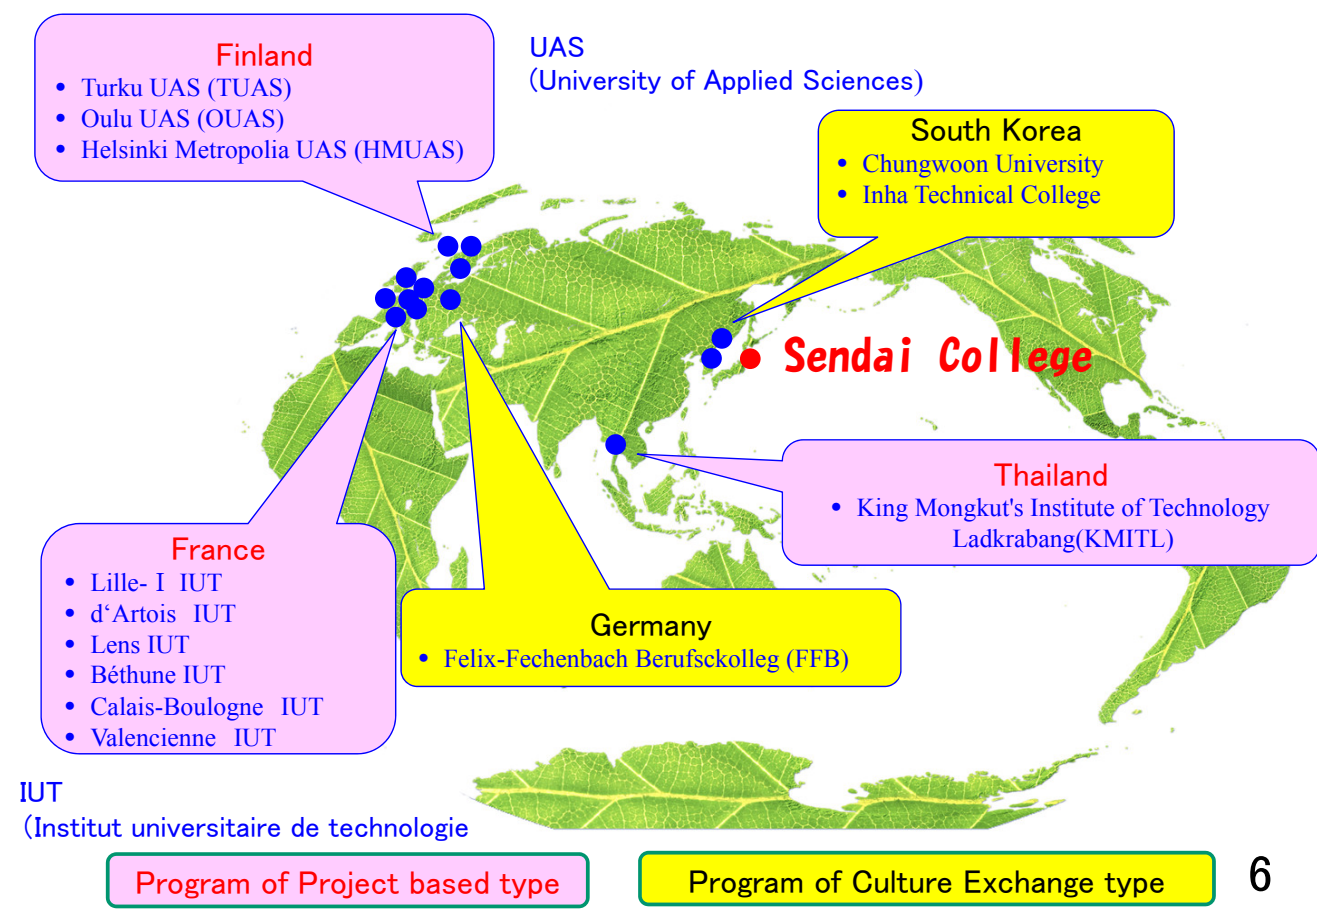 Finland
• Turku UAS (TUAS)
• Oulu UAS (OUAS)
• Helsinki Metropolia UAS (HMUAS)
UAS
(University of Applied Sciences)
South Korea
• Chungwoon University
• Inha Technical College
Sendai College
Thailand
• King Mongkut's Institute of Technology
Ladkrabang(KMITL)
France
• Lille- I IUT
• d‘Artois IUT
• Lens IUT
• Béthune IUT
• Calais-Boulogne IUT
• Valencienne IUT
Germany
• Felix-Fechenbach Berufsckolleg (FFB)
IUT
(Institut universitaire de technologie
Program of Project based type
Program of Culture Exchange type
6